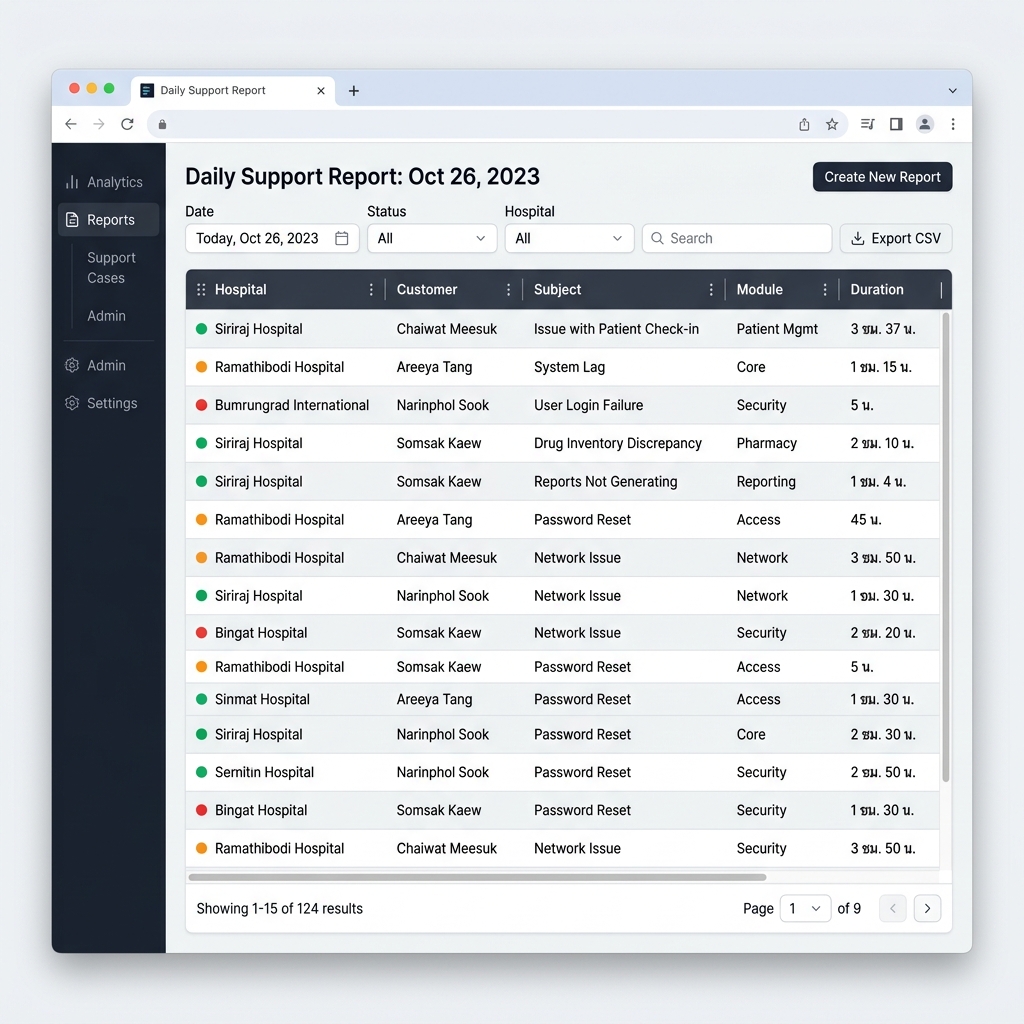 Daily Support Report
Analytics
Reports
Support
Cases
Admin
Admin
Settings
Daily Support Report: Oct 26, 2023
Create New Report
Date Status Hospital
Today, Oct 26, 2023 All All Search Export CSV
Hospital Customer Subject Module Duration
Siriraj Hospital Chaiwat Meesuk Issue with Patient Check-in Patient Mgmt 3 ชม. 37 น.
Ramathibodi Hospital Areeya Tang System Lag Core 1 ชม. 15 น.
Bumrungrad International Narinphol Sook User Login Failure Security 5 น.
Siriraj Hospital Somsak Kaew Drug Inventory Discrepancy Pharmacy 2 ชม. 10 น.
Siriraj Hospital Somsak Kaew Reports Not Generating Reporting 1 ชม. 4 น.
Ramathibodi Hospital Areeya Tang Password Reset Access 45 น.
Ramathibodi Hospital Chaiwat Meesuk Network Issue Network 3 ชม. 50 น.
Siriraj Hospital Narinphol Sook Network Issue Network 1 ชม. 30 น.
Bingat Hospital Somsak Kaew Network Issue Security 2 ชม. 20 น.
Ramathibodi Hospital Somsak Kaew Password Reset Access 5 น.
Sinmat Hospital Areeya Tang Password Reset Access 1 ชม. 30 น.
Siriraj Hospital Narinphol Sook Password Reset Core 2 ชม. 30 น.
Semitin Hospital Narinphol Sook Password Reset Security 2 ชม. 50 น.
Bingat Hospital Somsak Kaew Password Reset Security 1 ชม. 30 น.
Ramathibodi Hospital Chaiwat Meesuk Network Issue Security 3 ชม. 50 น.
Showing 1-15 of 124 results Page 1 of 9